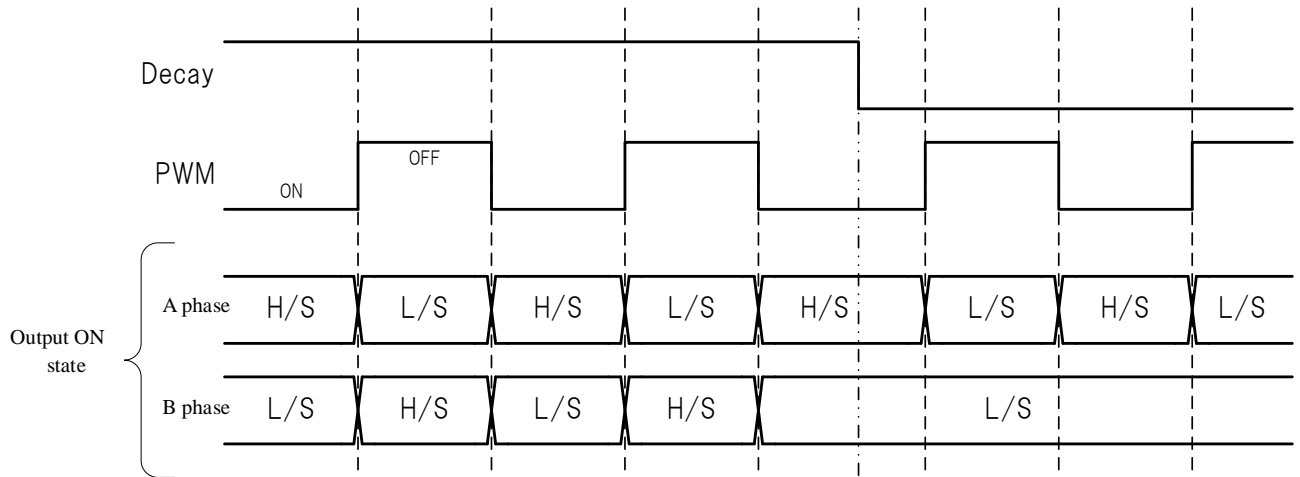 Decay
PWM
ON
OFF
Output ON
state
A phase
H/S
L/S
H/S
L/S
H/S
L/S
H/S
L/S
B phase
L/S
H/S
L/S
H/S
L/S